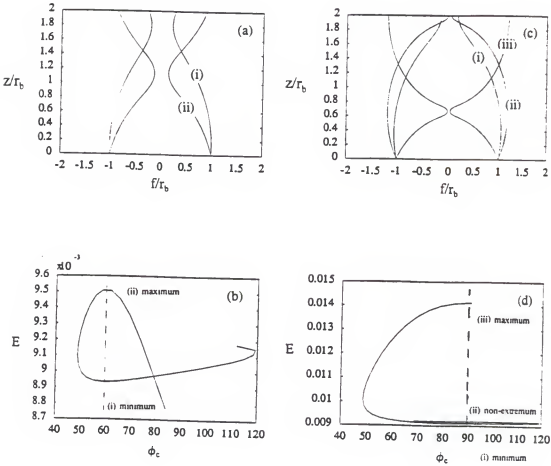 2
1.8
1.6
1.4
1.2
1
0.8
0.6
0.4
0.2
0
z/r_b
(a)
(i)
(ii)
-2 -1.5 -1 -0.5 0 0.5 1 1.5 2
f/r_b
2
1.8
1.6
1.4
1.2
1
0.8
0.6
0.4
0.2
0
z/r_b
(c)
(iii)
(i)
(ii)
-2 -1.5 -1 -0.5 0 0.5 1 1.5 2
f/r_b
x10⁻³
9.6
9.5
9.4
9.3
9.2
9.1
9
8.9
8.8
8.7
E
(ii) maximum
(b)
(i) minimum
40 50 60 70 80 90 100 110 120
ϕ_c
0.015
0.014
0.013
0.012
0.011
0.01
0.009
E
(d)
(iii) maximum
(ii) non-extremum
40 50 60 70 80 90 100 110 120
ϕ_c
(i) minimum